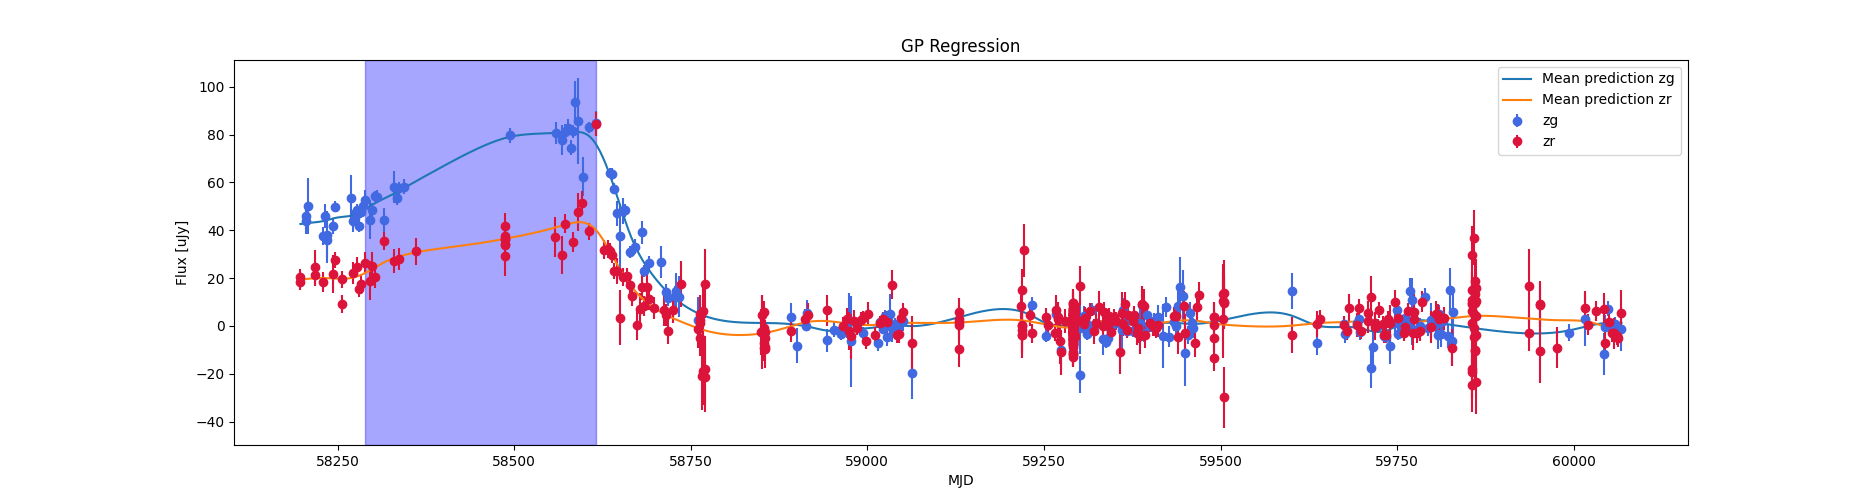 GP Regression
Flux [uJy]
100
80
60
40
20
0
−20
−40
58250
58500
58750
59000
59250
59500
59750
60000
MJD
Mean prediction zg
Mean prediction zr
zg
zr